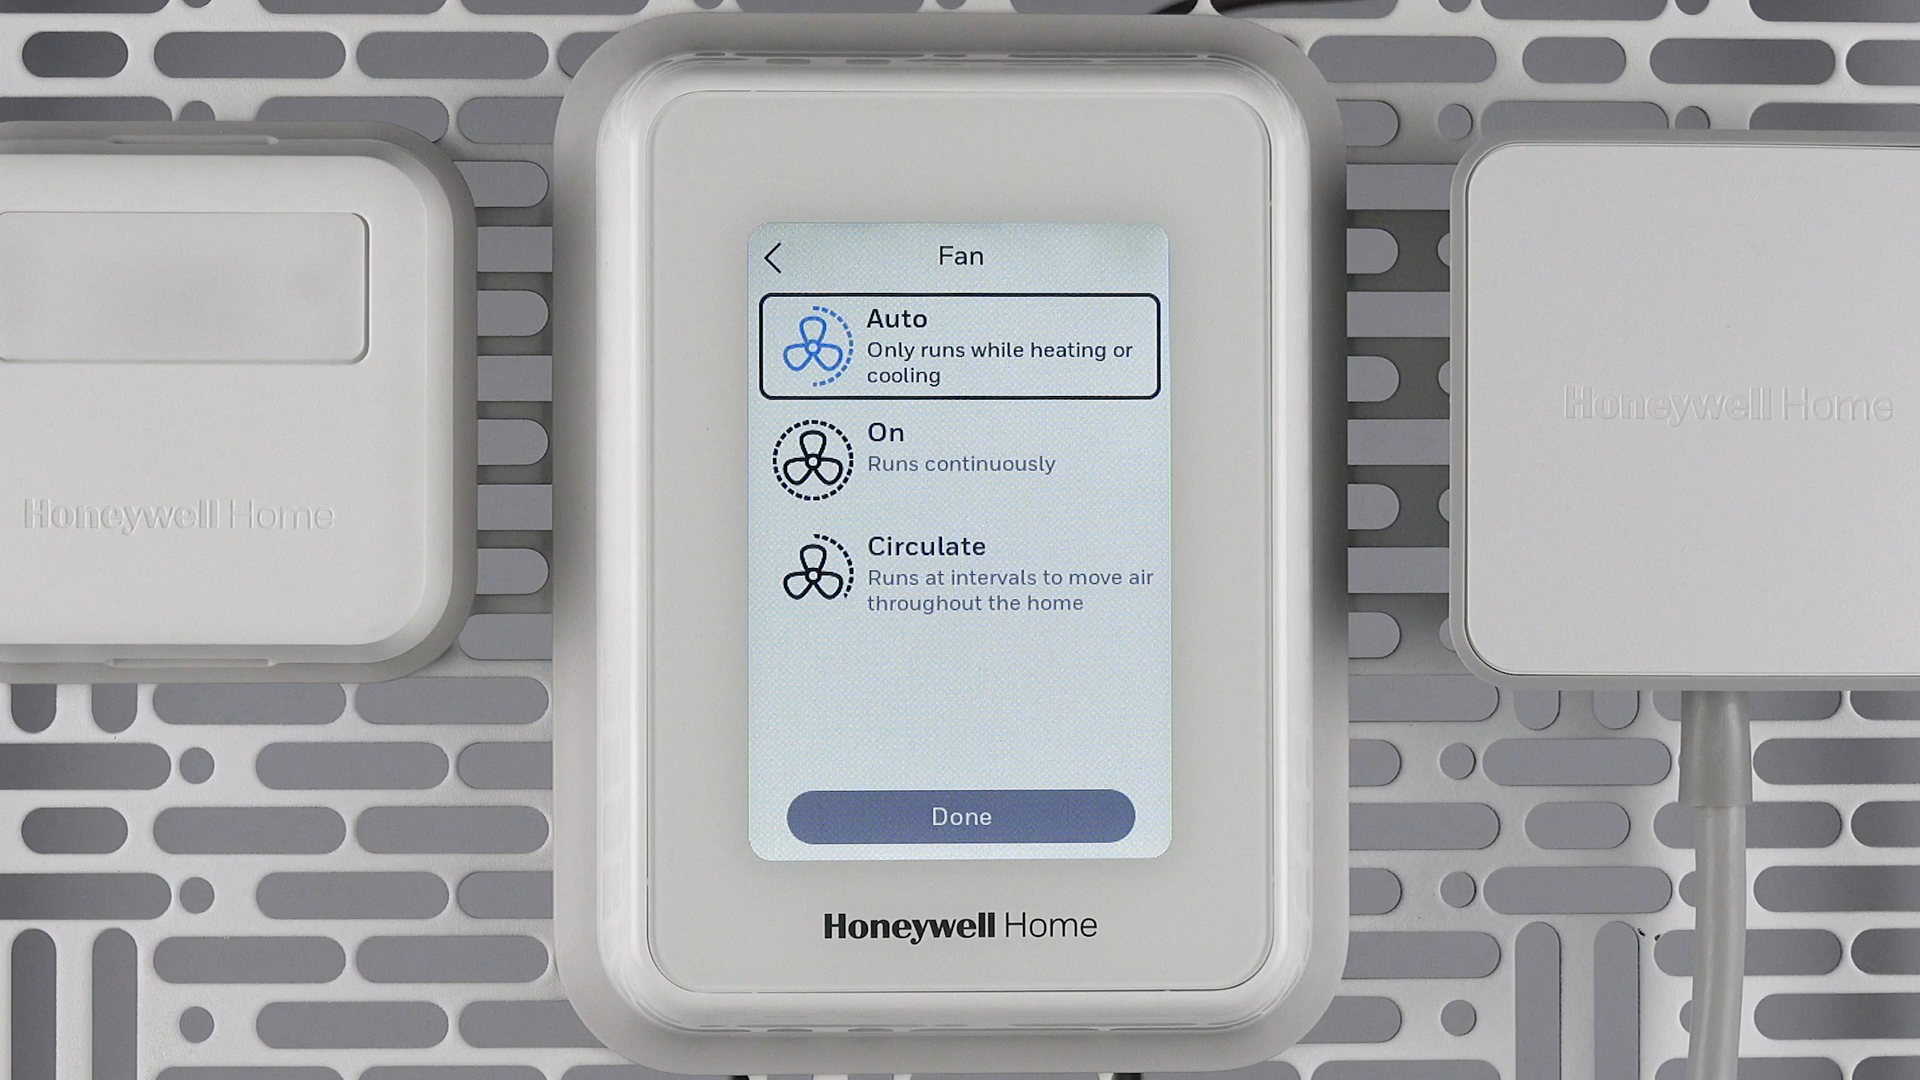 Fan
Auto
Only runs while heating or
cooling
On
Runs continuously
Circulate
Runs at intervals to move air
throughout the home
Done
Honeywell Home
Honeywell Home
Honeywell Home